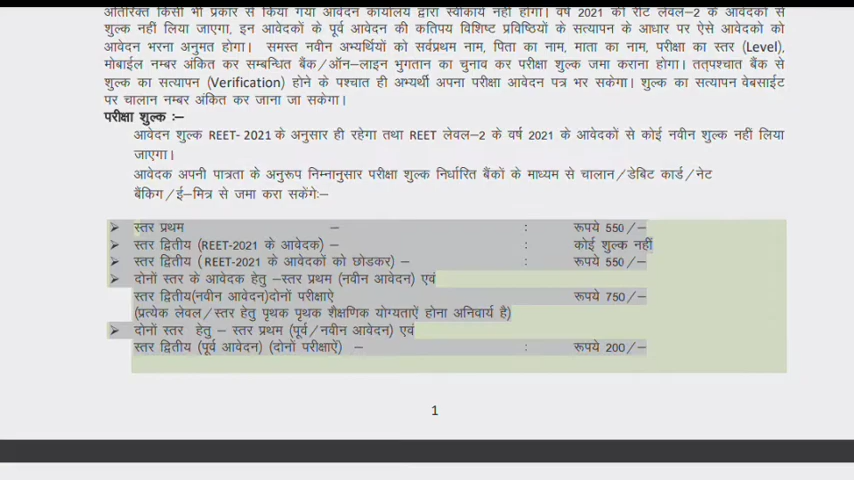 अतिरिक्त किसी भी प्रकार से किया गया आवेदन कार्यालय द्वारा स्वीकार्य नहीं होगा। वर्ष 2021 की रीट लेवल–2 के आवेदकों से
शुल्क नहीं लिया जाएगा, इन आवेदकों के पूर्व आवेदन की कतिपय विशिष्ट प्रविष्ठियों के सत्यापन के आधार पर ऐसे आवेदको को
आवेदन भरना अनुमत होगा। समस्त नवीन अभ्यर्थियों को सर्वप्रथम नाम, पिता का नाम, माता का नाम, परीक्षा का स्तर (Level),
मोबाईल नम्बर अंकित कर सम्बन्धित बैंक/ऑन–लाइन भुगतान का चुनाव कर परीक्षा शुल्क जमा कराना होगा। तत्पश्चात बैंक से
शुल्क का सत्यापन (Verification) होने के पश्चात ही अभ्यर्थी अपना परीक्षा आवेदन पत्र भर सकेगा। शुल्क का सत्यापन वेबसाईट
पर चालान नम्बर अंकित कर जाना जा सकेगा।
परीक्षा शुल्क :–
आवेदन शुल्क REET- 2021 के अनुसार ही रहेगा तथा REET लेवल–2 के वर्ष 2021 के आवेदकों से कोई नवीन शुल्क नहीं लिया
जाएगा।
आवेदक अपनी पात्रता के अनुरूप निम्नानुसार परीक्षा शुल्क निर्धारित बैंकों के माध्यम से चालान/डेबिट कार्ड/नेट
बैंकिग/ई–मित्र से जमा करा सकेंगे:–
➢ स्तर प्रथम – : रूपये 550/–
➢ स्तर द्वितीय (REET-2021 के आवेदक) – : कोई शुल्क नहीं
➢ स्तर द्वितीय ( REET-2021 के आवेदकों को छोडकर) – : रूपये 550/–
➢ दोनों स्तर के आवेदक हेतु –स्तर प्रथम (नवीन आवेदन) एवं
स्तर द्वितीय(नवीन आवेदन)दोनों परीक्षाऐ : रूपये 750/–
(प्रत्येक लेवल/स्तर हेतु पृथक पृथक शैक्षणिक योग्यताऐं होना अनिवार्य है)
➢ दोनों स्तर हेतु – स्तर प्रथम (पूर्व/नवीन आवेदन) एवं
स्तर द्वितीय (पूर्व आवेदन) (दोनों परीक्षाऐं) – : रूपये 200/–
1